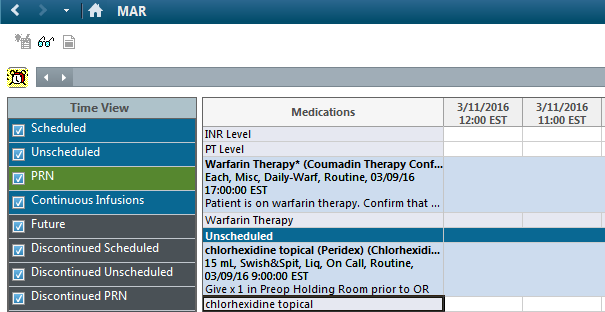 MAR
Time View
Scheduled
Unscheduled
PRN
Continuous Infusions
Future
Discontinued Scheduled
Discontinued Unscheduled
Discontinued PRN
Medications
3/11/2016
12:00 EST
3/11/2016
11:00 EST
INR Level
PT Level
Warfarin Therapy* (Coumadin Therapy Conf...
Each, Misc, Daily-Warf, Routine, 03/09/16
17:00:00 EST
Patient is on warfarin therapy. Confirm that ...
Warfarin Therapy
Unscheduled
chlorhexidine topical (Peridex) (Chlorhexidi...
15 mL, Swish&Spit, Liq, On Call, Routine,
03/09/16 9:00:00 EST
Give x 1 in Preop Holding Room prior to OR
chlorhexidine topical